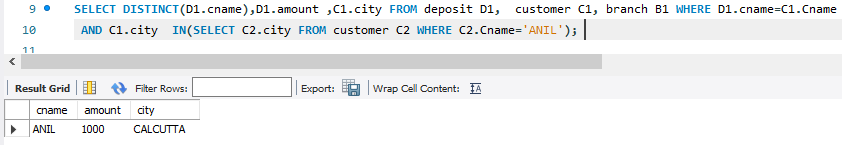 9 SELECT DISTINCT(D1.cname),D1.amount ,C1.city FROM deposit D1, customer C1, branch B1 WHERE D1.cname=C1.Cname
10 AND C1.city IN(SELECT C2.city FROM customer C2 WHERE C2.Cname='ANIL');
11
Result Grid Filter Rows: Export: Wrap Cell Content: IA
cname amount city
ANIL 1000 CALCUTTA